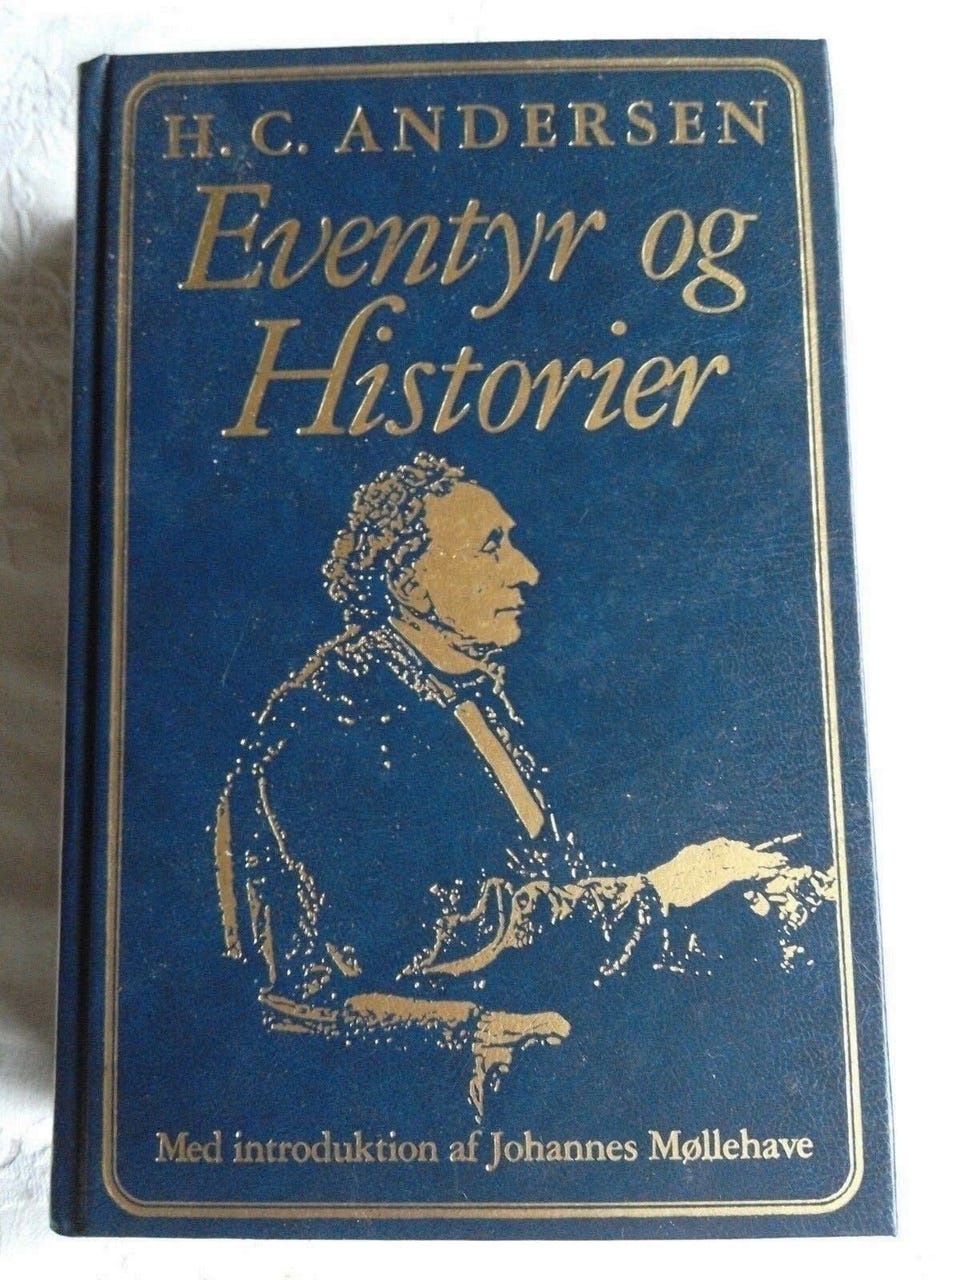 H. C. ANDERSEN
Eventyr og
Historier
Med introduktion af Johannes Møllehave